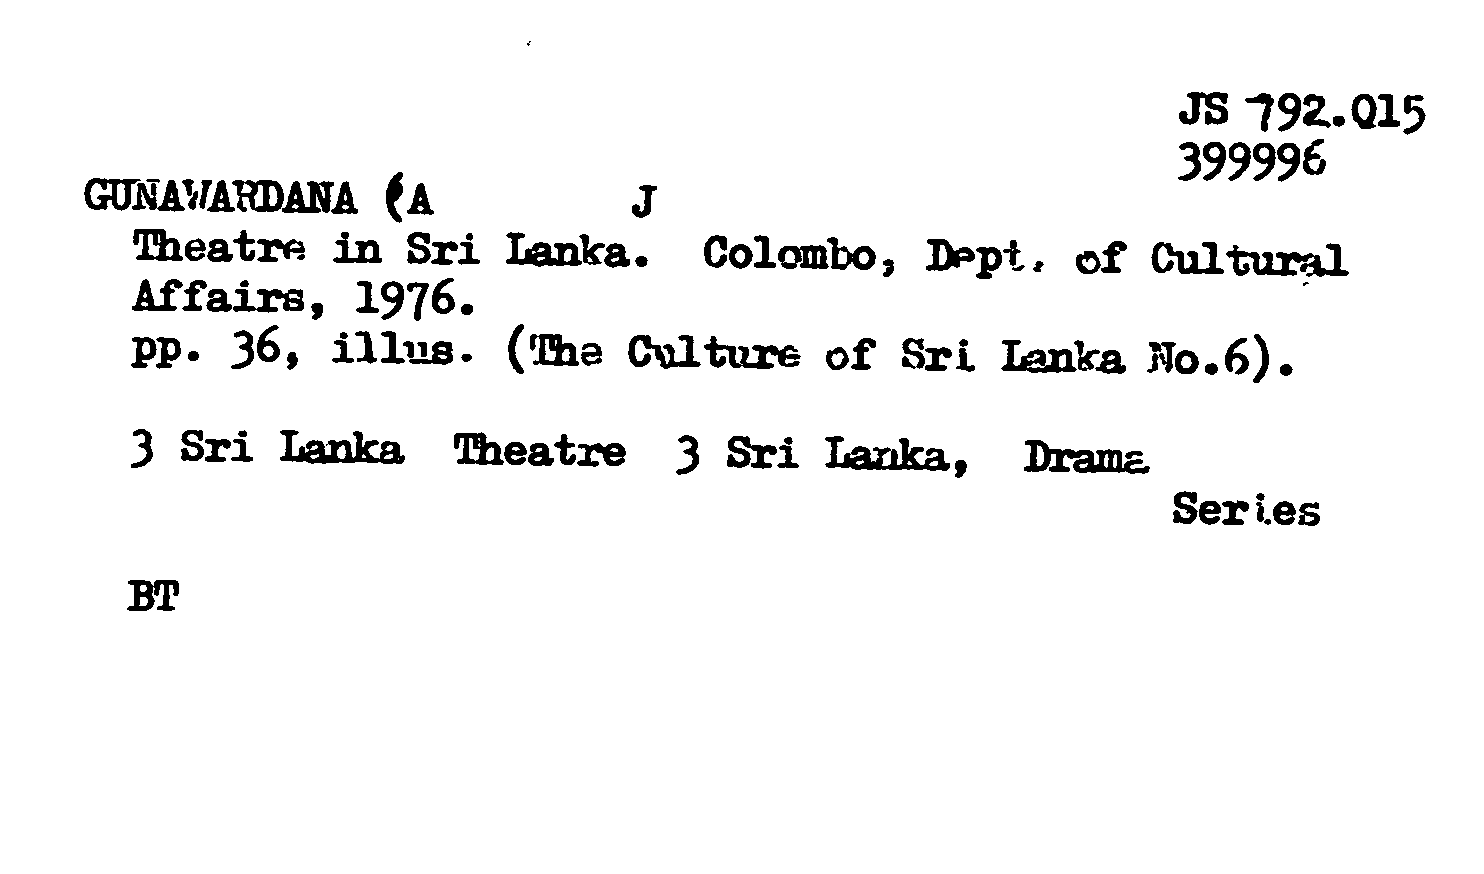 JS 792.Q15
399996
GUNAWARDANA (A J
Theatre in Sri Lanka. Colombo, Dept. of Cultural
Affairs, 1976.
pp. 36, illus. (The Culture of Sri Lanka No.6).
3 Sri Lanka Theatre 3 Sri Lanka, Drama
Series
BT